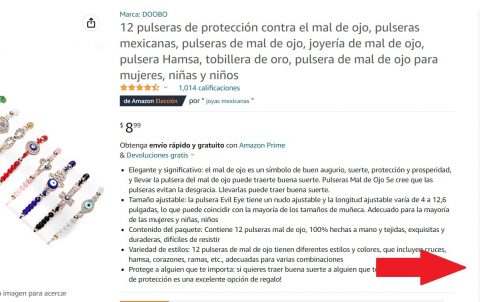 Marca: DOOBO
12 pulseras de protección contra el mal de ojo, pulseras
mexicanas, pulseras de mal de ojo, joyería de mal de ojo,
pulsera Hamsa, tobillera de oro, pulsera de mal de ojo para
mujeres, niñas y niños
1,014 calificaciones
de Amazon Elección por "joyas mexicanas"
$8.99
Obtenga envío rápido y gratuito con Amazon Prime
& Devoluciones gratis
• Elegante y significativo: el mal de ojo es un símbolo de buen augurio, suerte, protección y prosperidad,
y llevar la pulsera del mal de ojo puede traerte buena suerte. Pulseras Mal de Ojo Se cree que las
pulseras evitan la desgracia. Llevarlas puede traer buena suerte.
• Tamaño ajustable: la pulsera Evil Eye tiene un nudo ajustable y la longitud ajustable varía de 4 a 12,6
pulgadas, lo que puede coincidir con la mayoría de los tamaños de muñeca. Adecuado para la mayoría
de las mujeres, niñas y niños
• Contenido del paquete: Contiene 12 pulseras mal de ojo, 100% hechas a mano y tejidas, exquisitas y
duraderas, difíciles de resistir
• Variedad de estilos: 12 pulseras de mal de ojo tienen diferentes estilos y colores, que incluyen cruces,
hamsa, corazones, ramas, etc., adecuadas para varias combinaciones
• Protege a alguien que te importa: si quieres traer buena suerte a alguien que te
de protección es una excelente opción de regalo!
imagen para acercar